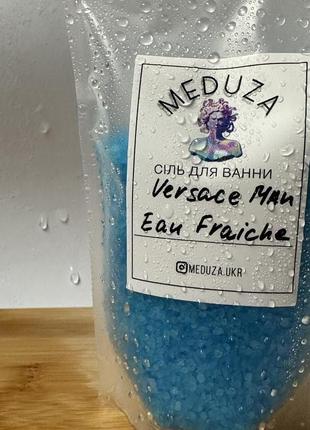 MEDUZA
СІЛЬ ДЛЯ ВАННИ
Versace Man
Eau Fraiche
MEDUZA.UKR